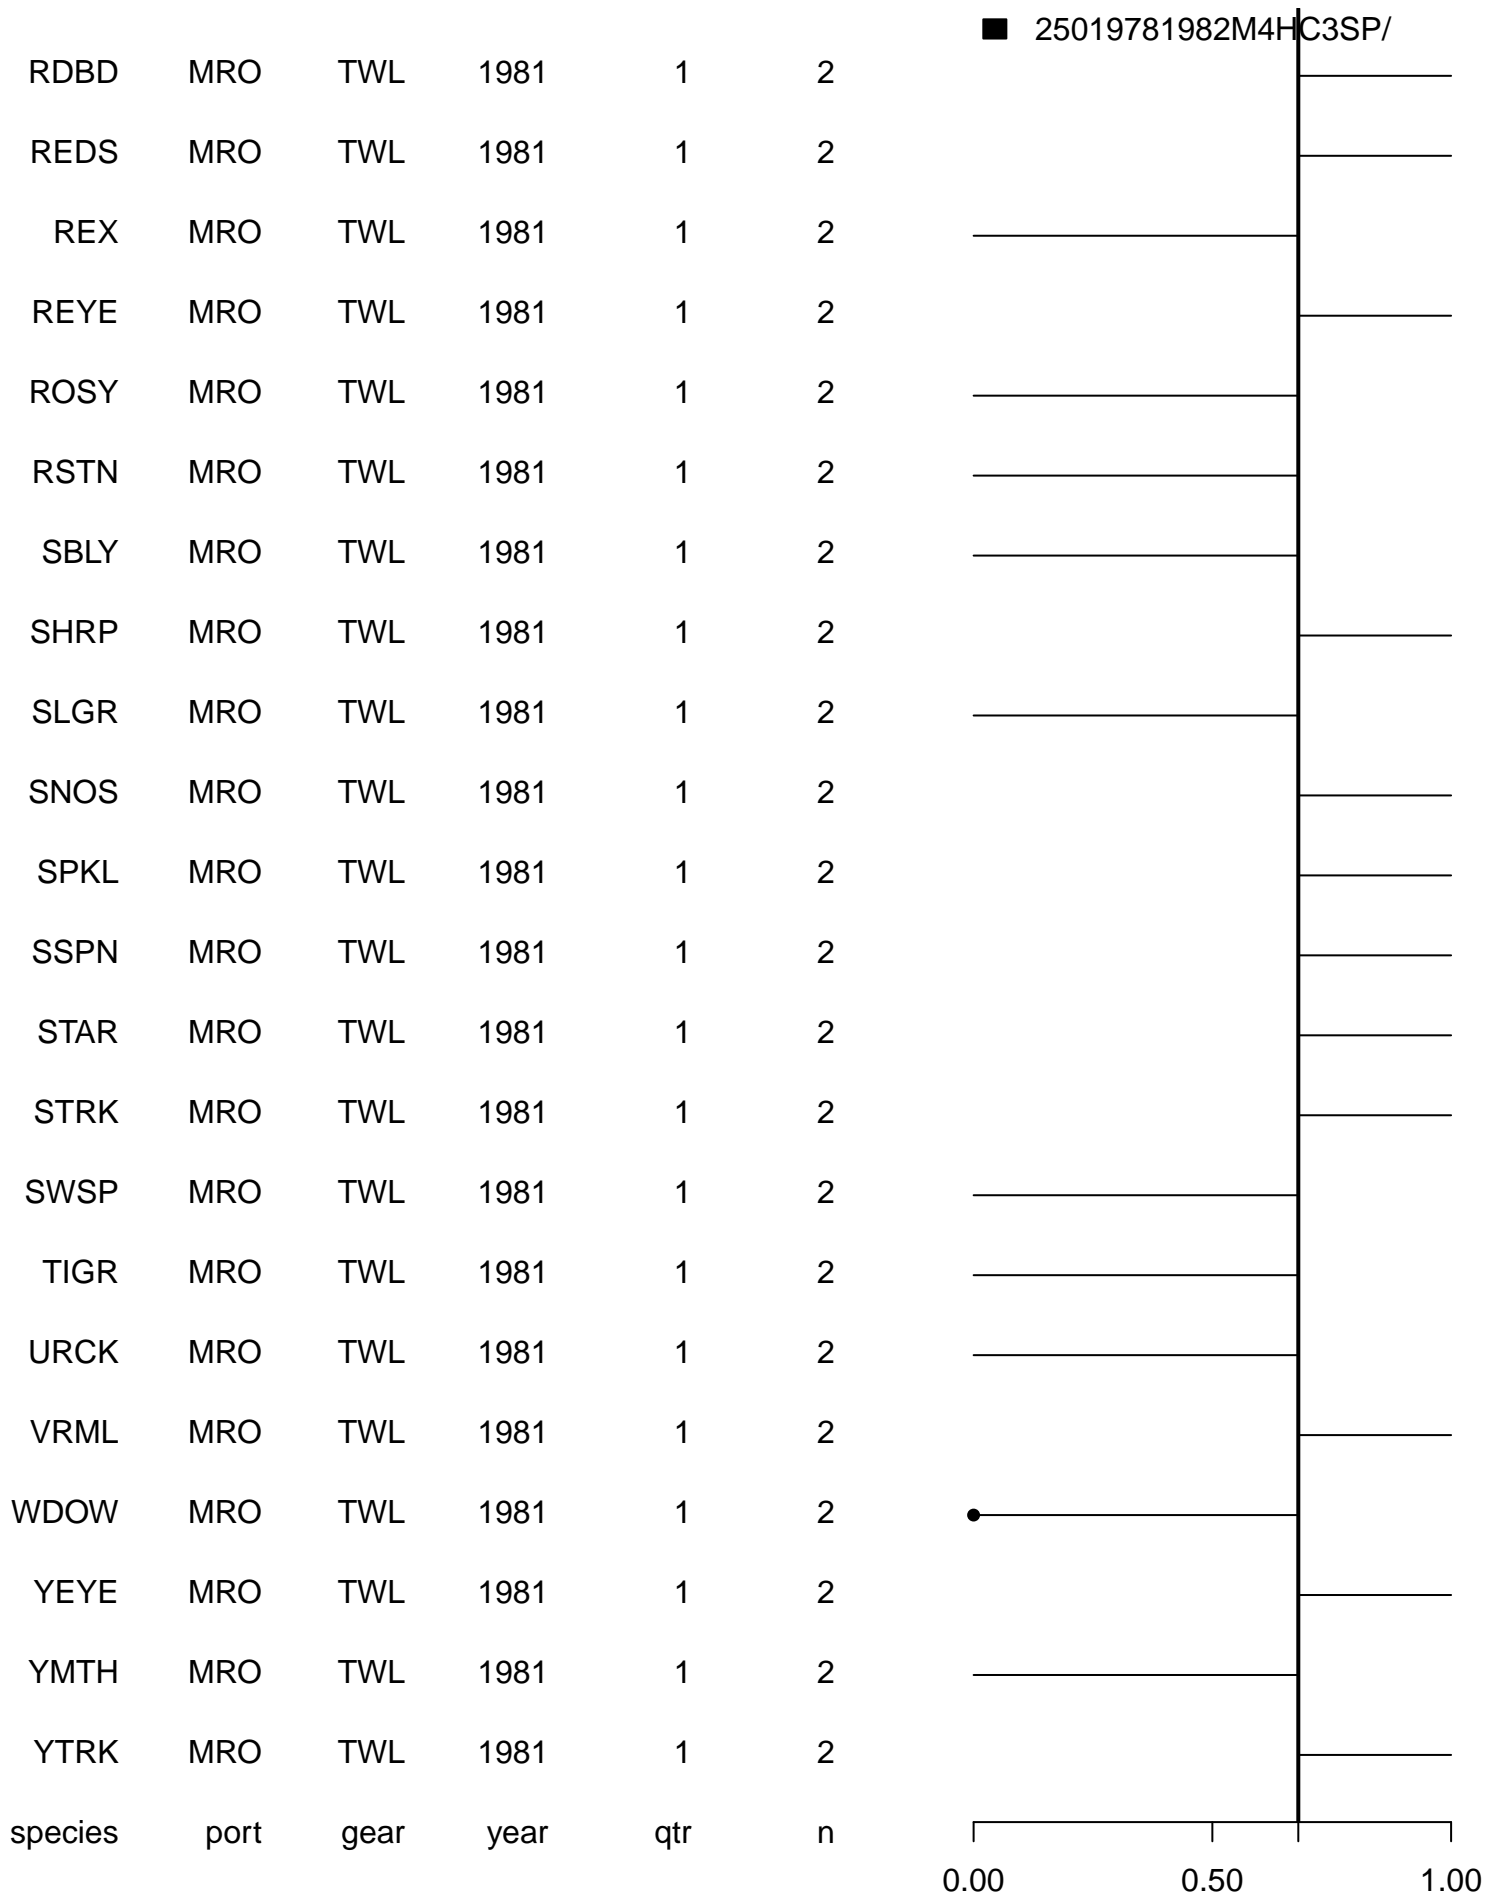 25019781982M4HC3SP/
RDBD MRO TWL 1981 1 2
REDS MRO TWL 1981 1 2
REX MRO TWL 1981 1 2
REYE MRO TWL 1981 1 2
ROSY MRO TWL 1981 1 2
RSTN MRO TWL 1981 1 2
SBLY MRO TWL 1981 1 2
SHRP MRO TWL 1981 1 2
SLGR MRO TWL 1981 1 2
SNOS MRO TWL 1981 1 2
SPKL MRO TWL 1981 1 2
SSPN MRO TWL 1981 1 2
STAR MRO TWL 1981 1 2
STRK MRO TWL 1981 1 2
SWSP MRO TWL 1981 1 2
TIGR MRO TWL 1981 1 2
URCK MRO TWL 1981 1 2
VRML MRO TWL 1981 1 2
WDOW MRO TWL 1981 1 2
YEYE MRO TWL 1981 1 2
YMTH MRO TWL 1981 1 2
YTRK MRO TWL 1981 1 2
species port gear year qtr n
0.00 0.50 1.00